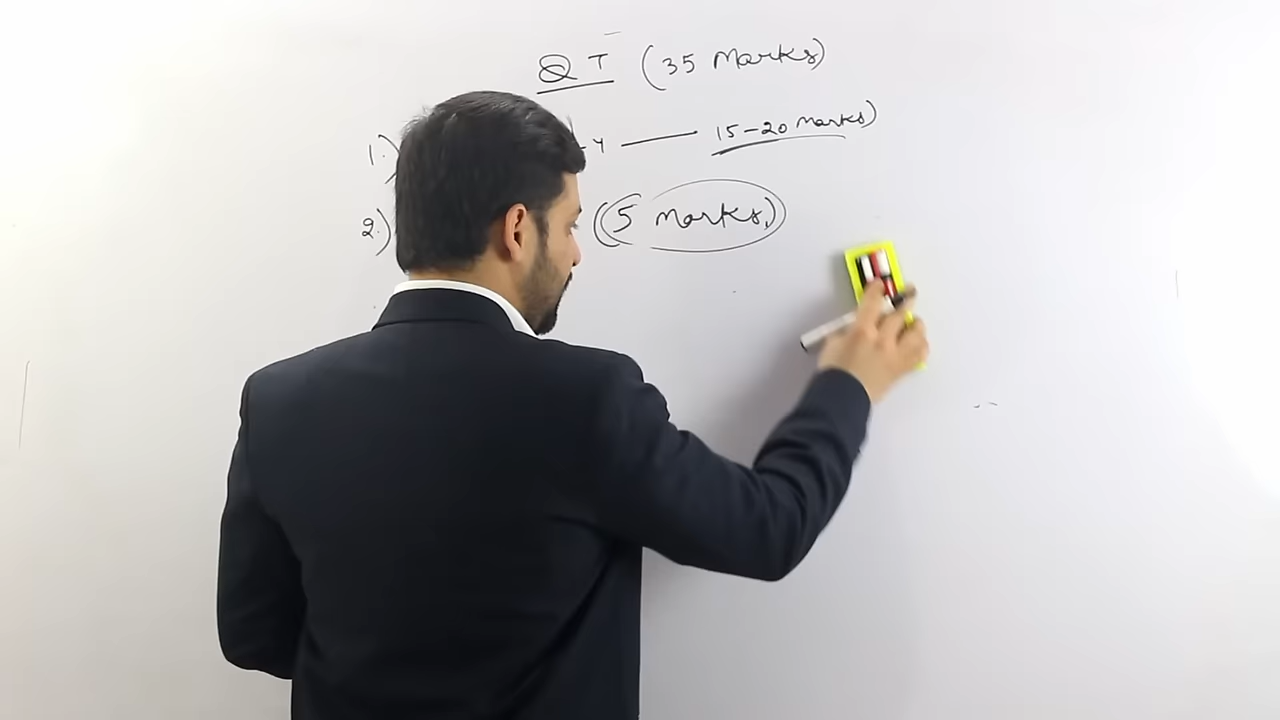 QT (35 Marks)
1.) y — 15-20 Marks)
2.) (5 Marks)